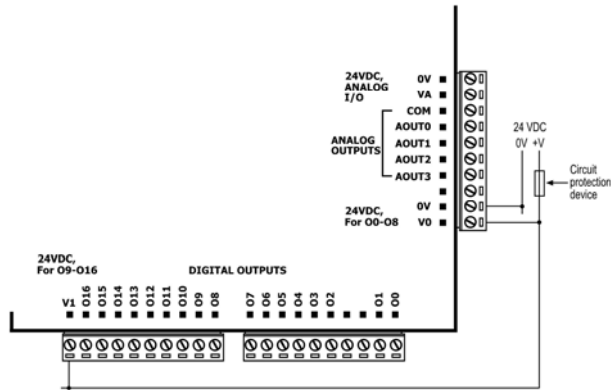 24VDC,
ANALOG
I/O
0V
VA
COM
ANALOG
OUTPUTS
AOUT0
AOUT1
AOUT2
AOUT3
24VDC,
For O0-O8
0V
V0
24 VDC
0V +V
Circuit
protection
device
24VDC,
For O9-O16
DIGITAL OUTPUTS
V1 O16 O15 O14 O13 O12 O11 O10 O9 O8 O7 O6 O5 O4 O3 O2 O1 O0